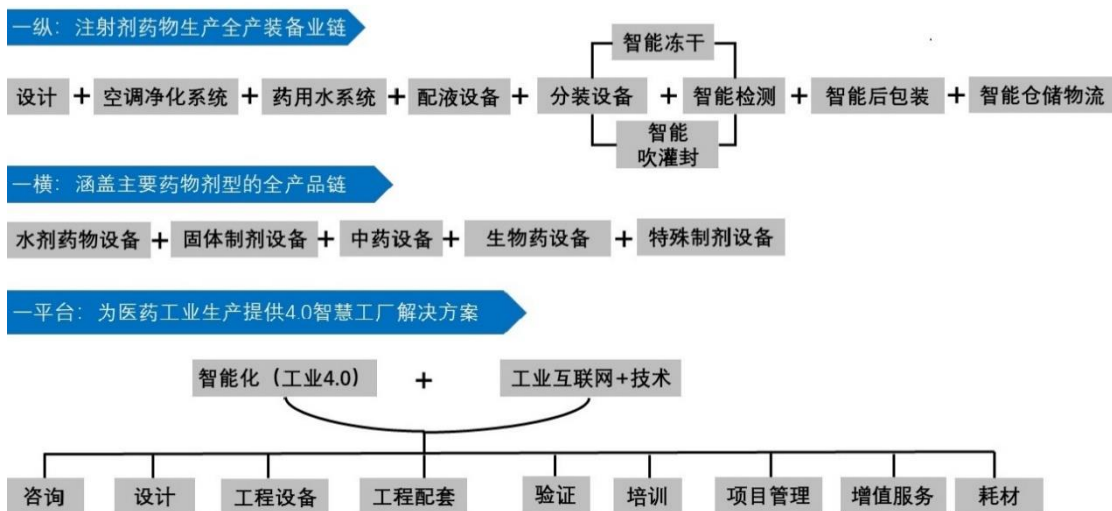 一纵：注射剂药物生产全产装备业链
智能冻干
设计 + 空调净化系统 + 药用水系统 + 配液设备 + 分装设备 + 智能检测 + 智能后包装 + 智能仓储物流
智能
吹灌封
一横：涵盖主要药物剂型的全产品链
水剂药物设备 + 固体制剂设备 + 中药设备 + 生物药设备 + 特殊制剂设备
一平台：为医药工业生产提供4.0智慧工厂解决方案
智能化（工业4.0） + 工业互联网+技术
咨询 设计 工程设备 工程配套 验证 培训 项目管理 增值服务 耗材